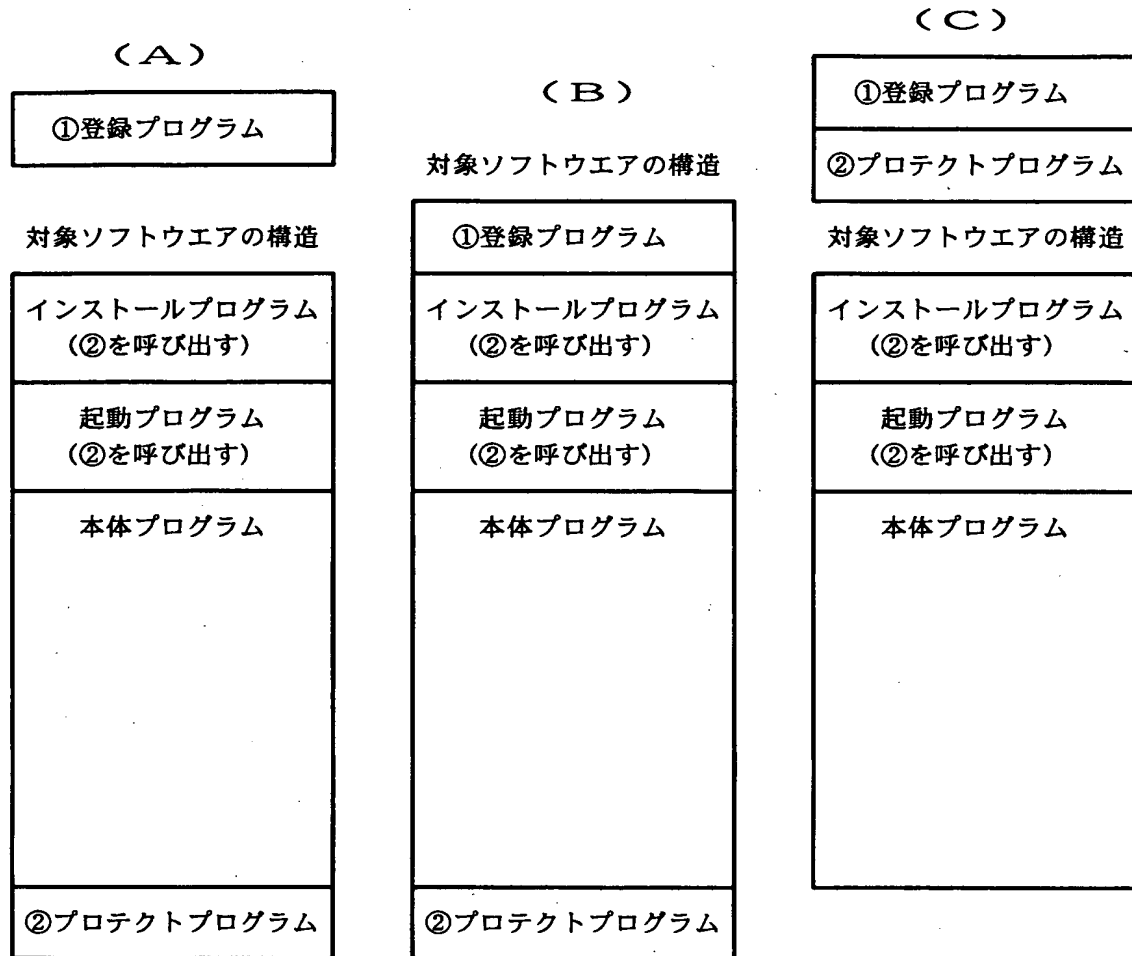 (A)
①登録プログラム
対象ソフトウエアの構造
インストールプログラム
(②を呼び出す)
起動プログラム
(②を呼び出す)
本体プログラム
②プロテクトプログラム
(B)
対象ソフトウエアの構造
①登録プログラム
インストールプログラム
(②を呼び出す)
起動プログラム
(②を呼び出す)
本体プログラム
②プロテクトプログラム
(C)
①登録プログラム
②プロテクトプログラム
対象ソフトウエアの構造
インストールプログラム
(②を呼び出す)
起動プログラム
(②を呼び出す)
本体プログラム